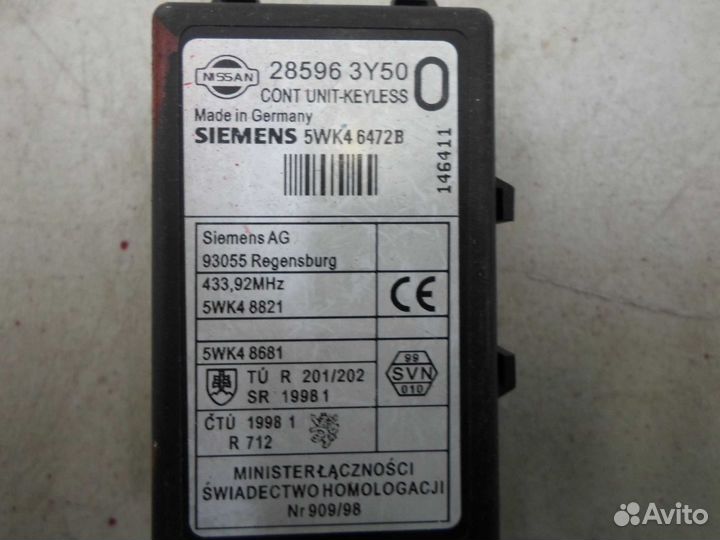 NISSAN 28596 3Y50 0
CONT UNIT-KEYLESS
Made in Germany
SIEMENS 5WK4 6472B
146411
Siemens AG
93055 Regensburg
433,92MHz
5WK4 8821
CE
5WK4 8681
TÚ R 201/202
SR 1998 1
99
SVN
010
ČTÚ 1998 1
R 712
MINISTER ŁĄCZNOŚCI
ŚWIADECTWO HOMOLOGACJI
Nr 909/98
Avito